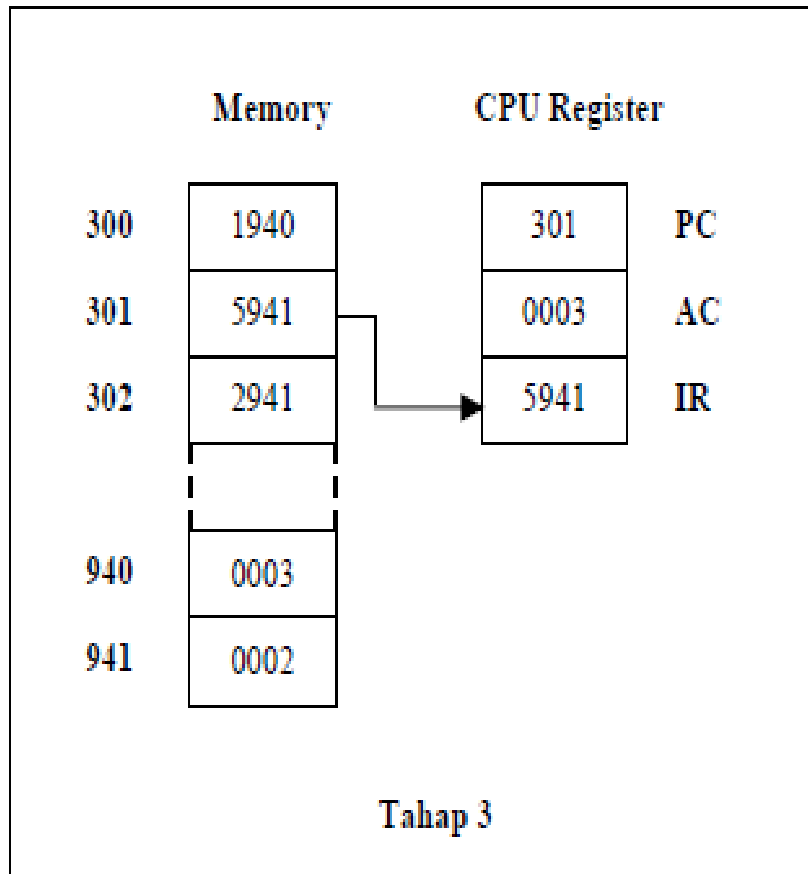 Memory CPU Register
300 1940 301 PC
301 5941 0003 AC
302 2941 5941 IR
940 0003
941 0002
Tahap 3